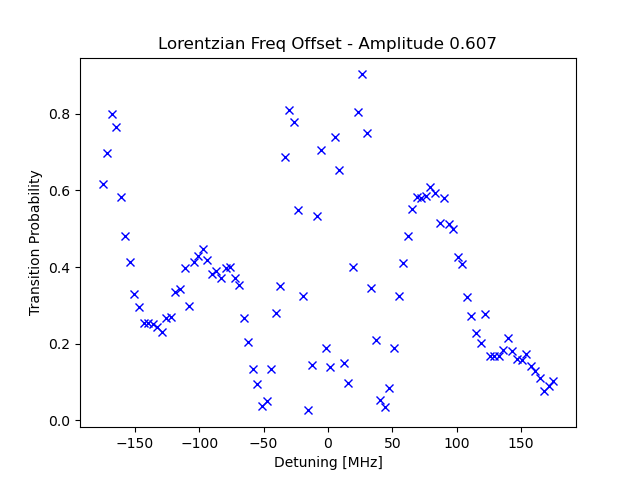 Lorentzian Freq Offset - Amplitude 0.607
Transition Probability
0.8
0.6
0.4
0.2
0.0
−150 −100 −50 0 50 100 150
Detuning [MHz]